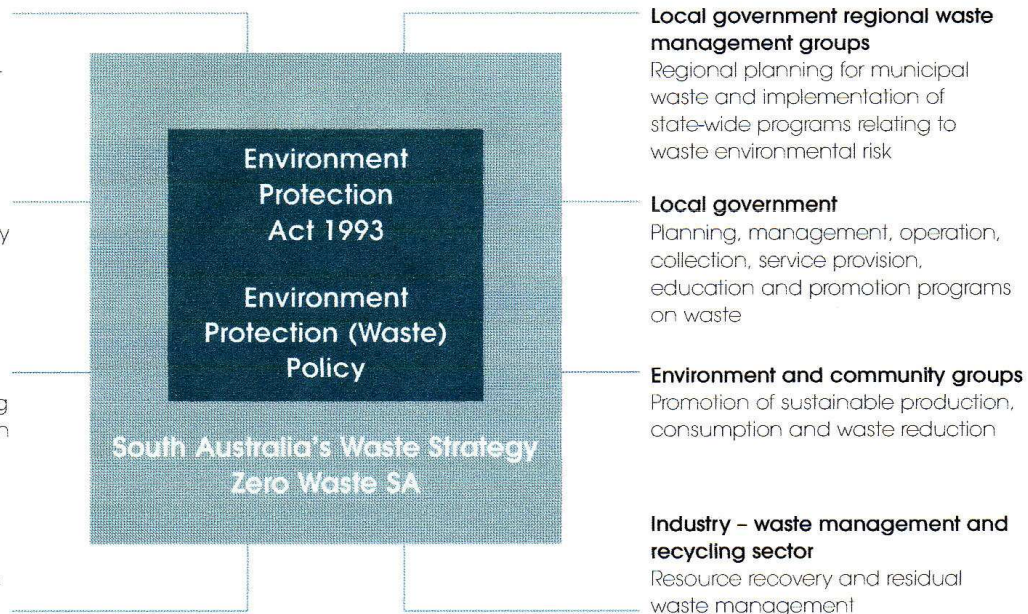 Environment
Protection
Act 1993
Environment
Protection (Waste)
Policy
South Australia's Waste Strategy
Zero Waste SA
Local government regional waste
management groups
Regional planning for municipal
waste and implementation of
state-wide programs relating to
waste environmental risk
Local government
Planning, management, operation,
collection, service provision,
education and promotion programs
on waste
Environment and community groups
Promotion of sustainable production,
consumption and waste reduction
Industry – waste management and
recycling sector
Resource recovery and residual
waste management